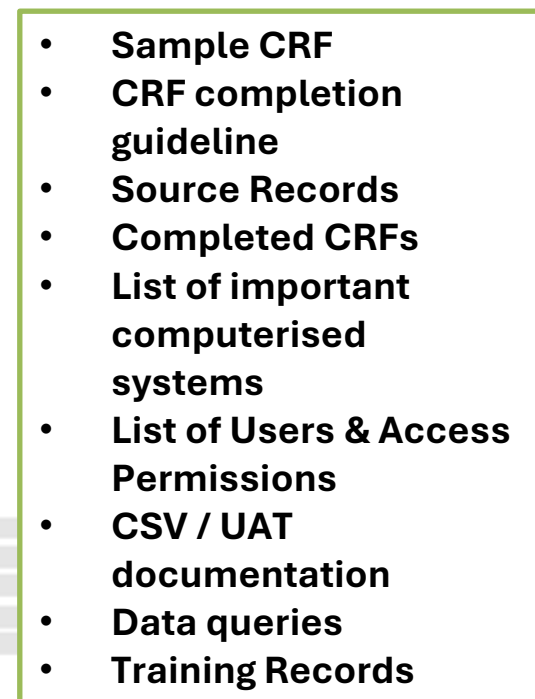 • Sample CRF
• CRF completion
guideline
• Source Records
• Completed CRFs
• List of important
computerised
systems
• List of Users & Access
Permissions
• CSV / UAT
documentation
• Data queries
• Training Records